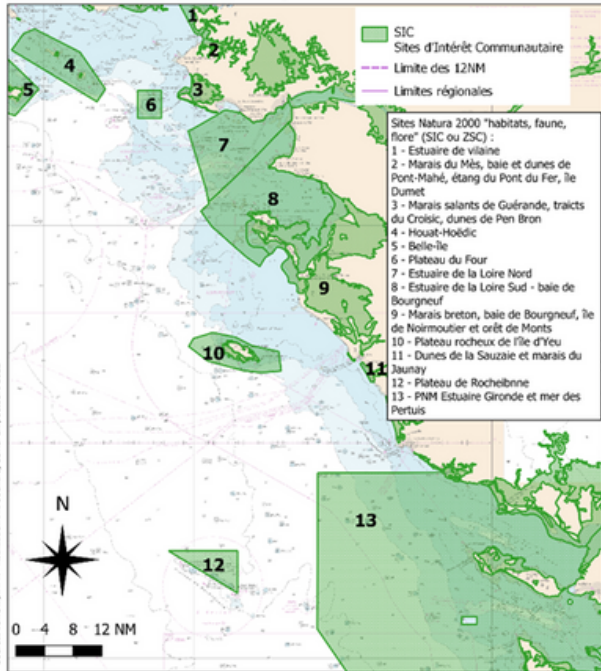 SIC
Sites d'Intérêt Communautaire
Limite des 12NM
Limites régionales
Sites Natura 2000 "habitats, faune,
flore" (SIC ou ZSC) :
1 - Estuaire de vilaine
2 - Marais du Mès, baie et dunes de
Pont-Mahé, étang du Pont du Fer, île
Dumet
3 - Marais salants de Guérande, traicts
du Croisic, dunes de Pen Bron
4 - Houat-Hoëdic
5 - Belle-île
6 - Plateau du Four
7 - Estuaire de la Loire Nord
8 - Estuaire de la Loire Sud - baie de
Bourgneuf
9 - Marais breton, baie de Bourgneuf, île
de Noirmoutier et orêt de Monts
10 - Plateau rocheux de l'île d'Yeu
11 - Dunes de la Sauzaie et marais du
Jaunay
12 - Plateau de Rocheibnne
13 - PNM Estuaire Gironde et mer des
Pertuis
1
2
3
4
5
6
7
8
9
10
11
12
13
N
0 4 8 12 NM